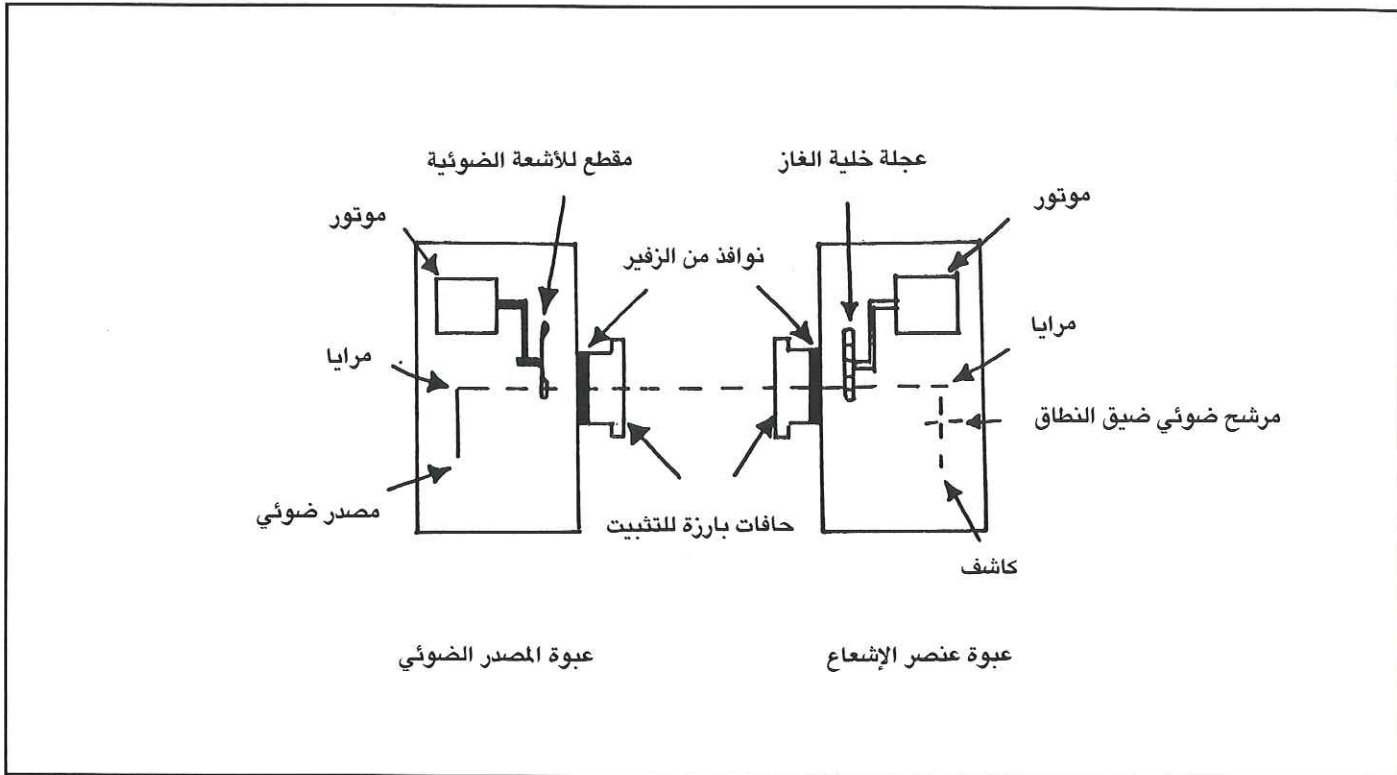 عجلة خلية الغاز
مقطع للأشعة الضوئية
موتور
موتور
نوافذ من الزفير
مرايا
مرايا
مرشح ضوئي ضيق النطاق
مصدر ضوئي
حافات بارزة للتثبيت
كاشف
عبوة عنصر الإشعاع
عبوة المصدر الضوئي